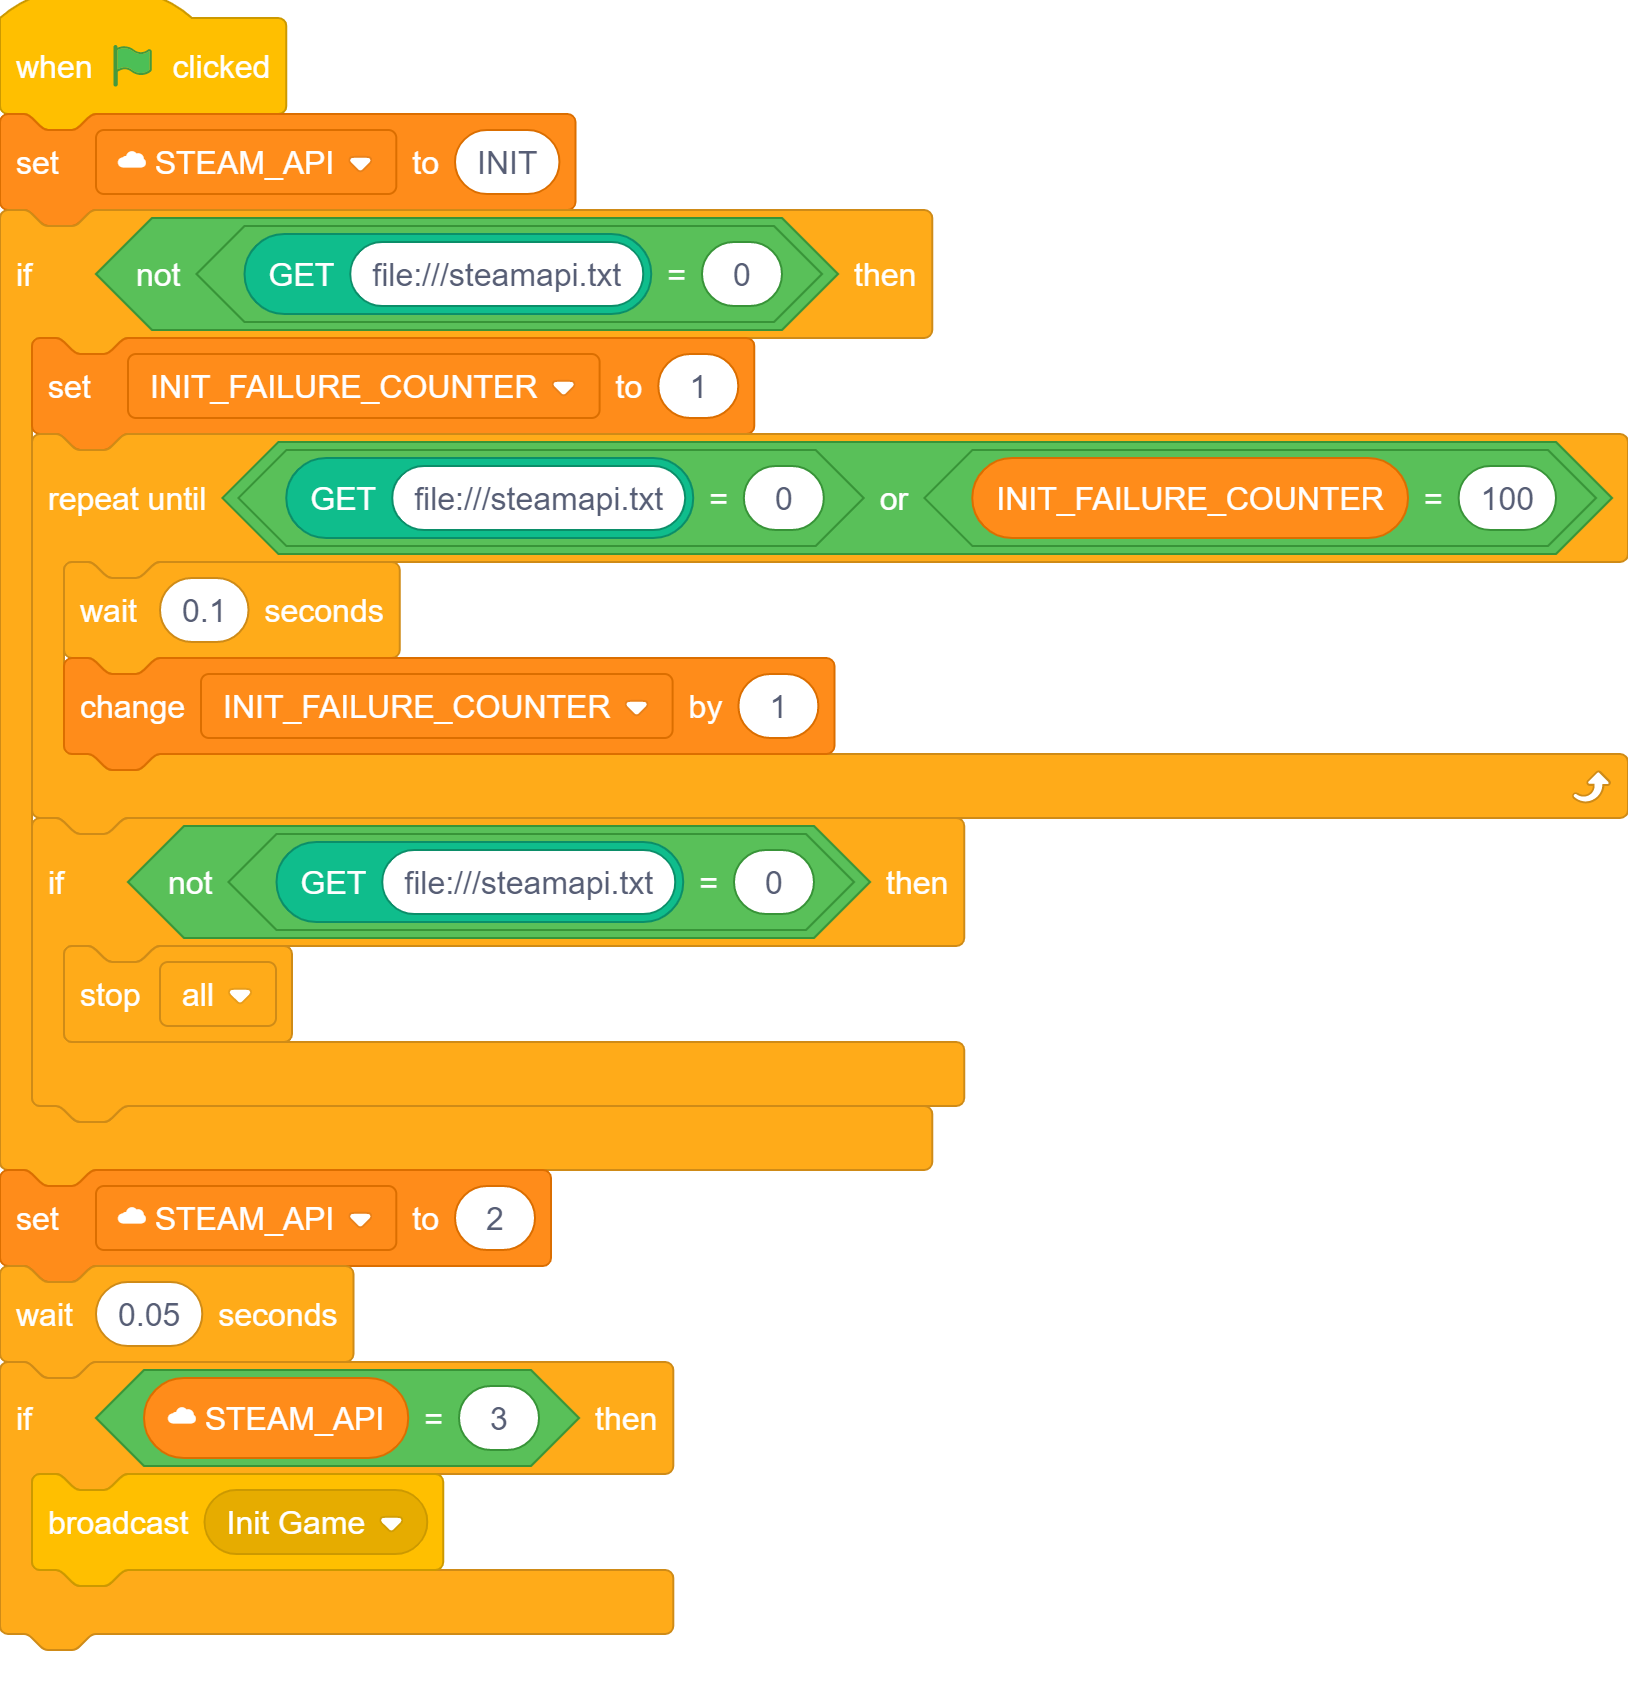 when clicked
set STEAM_API to INIT
if not GET file:///steamapi.txt = 0 then
set INIT_FAILURE_COUNTER to 1
repeat until GET file:///steamapi.txt = 0 or INIT_FAILURE_COUNTER = 100
wait 0.1 seconds
change INIT_FAILURE_COUNTER by 1
if not GET file:///steamapi.txt = 0 then
stop all
set STEAM_API to 2
wait 0.05 seconds
if STEAM_API = 3 then
broadcast Init Game